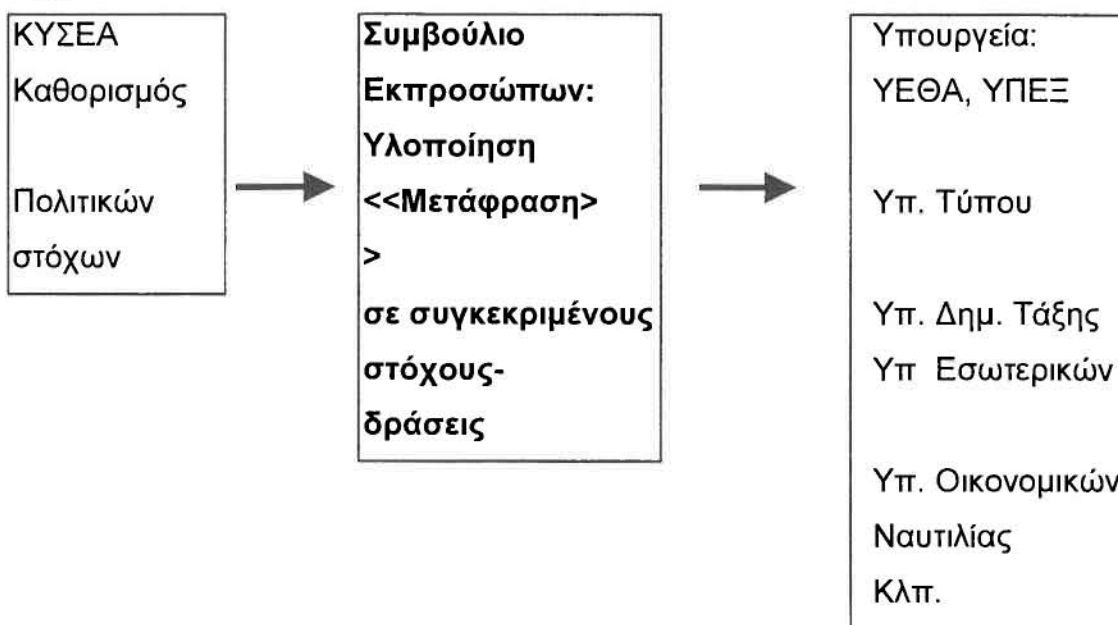 ΚΥΣΕΑ
Καθορισμός
Πολιτικών
στόχων
Συμβούλιο
Εκπροσώπων:
Υλοποίηση
<<Μετάφραση>
>
σε συγκεκριμένους
στόχους-
δράσεις
Υπουργεία:
ΥΕΘΑ, ΥΠΕΞ
Υπ. Τύπου
Υπ. Δημ. Τάξης
Υπ Εσωτερικών
Υπ. Οικονομικών
Ναυτιλίας
Κλπ.